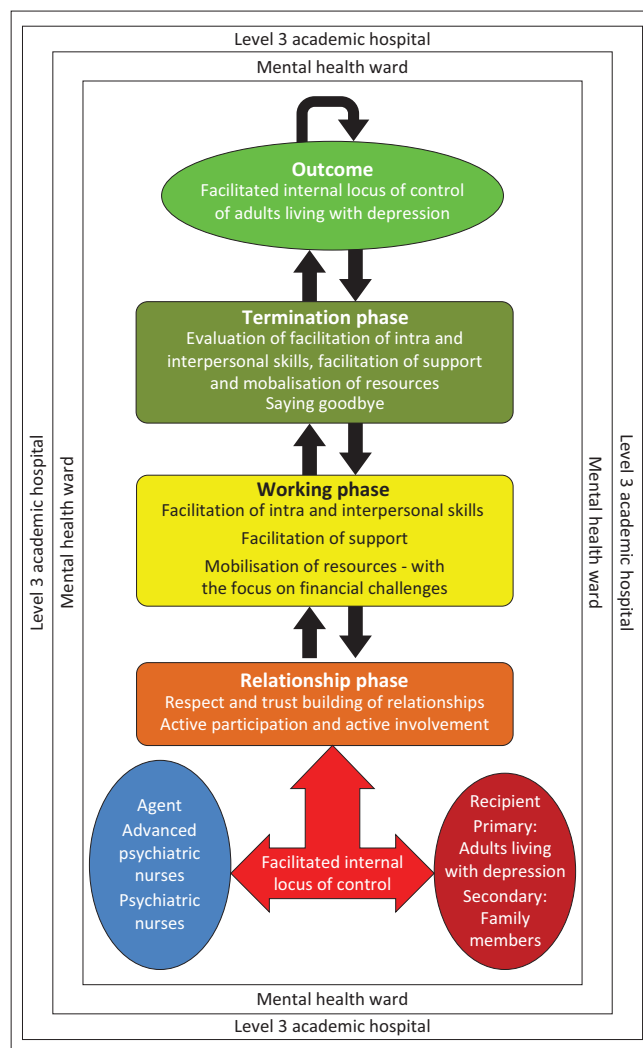 Level 3 academic hospital
Mental health ward
Outcome
Facilitated internal locus of control
of adults living with depression
Termination phase
Evaluation of facilitation of intra and
interpersonal skills, facilitation of support
and mobalisation of resources
Saying goodbye
Level 3 academic hospital
Mental health ward
Working phase
Facilitation of intra and interpersonal skills
Facilitation of support
Mobilisation of resources - with
the focus on financial challenges
Mental health ward
Level 3 academic hospital
Relationship phase
Respect and trust building of relationships
Active participation and active involvement
Agent
Advanced
psychiatric
nurses
Psychiatric
nurses
Facilitated internal
locus of control
Recipient
Primary:
Adults living
with depression
Secondary:
Family
members
Mental health ward
Level 3 academic hospital